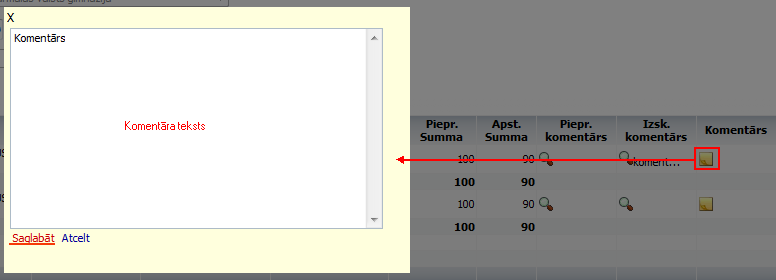 X
Komentārs
Komentāra teksts
Saglabāt Atcelt
Piepr. Summa Apst. Summa Piepr. komentārs Izsk. komentārs Komentārs
100 90 koment...
100 90
100 90
100 90